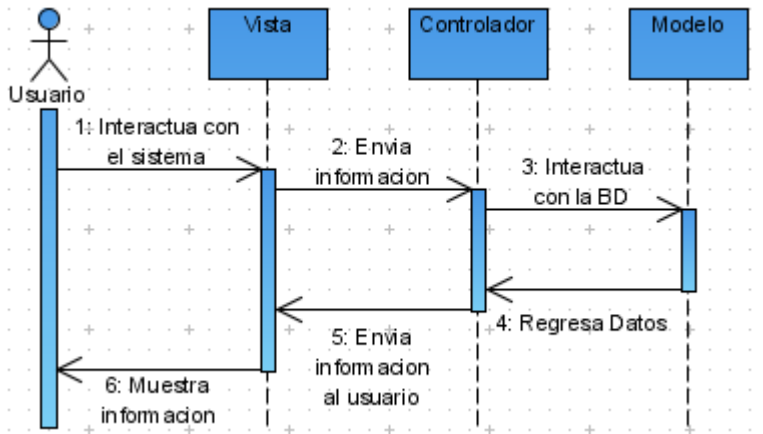 Vista
Controlador
Modelo
Usuario
1: Interactua con
el sistema
2: Envia
informacion
3: Interactua
con la BD
4: Regresa Datos
5: Envia
informacion
al usuario
6: Muestra
informacion